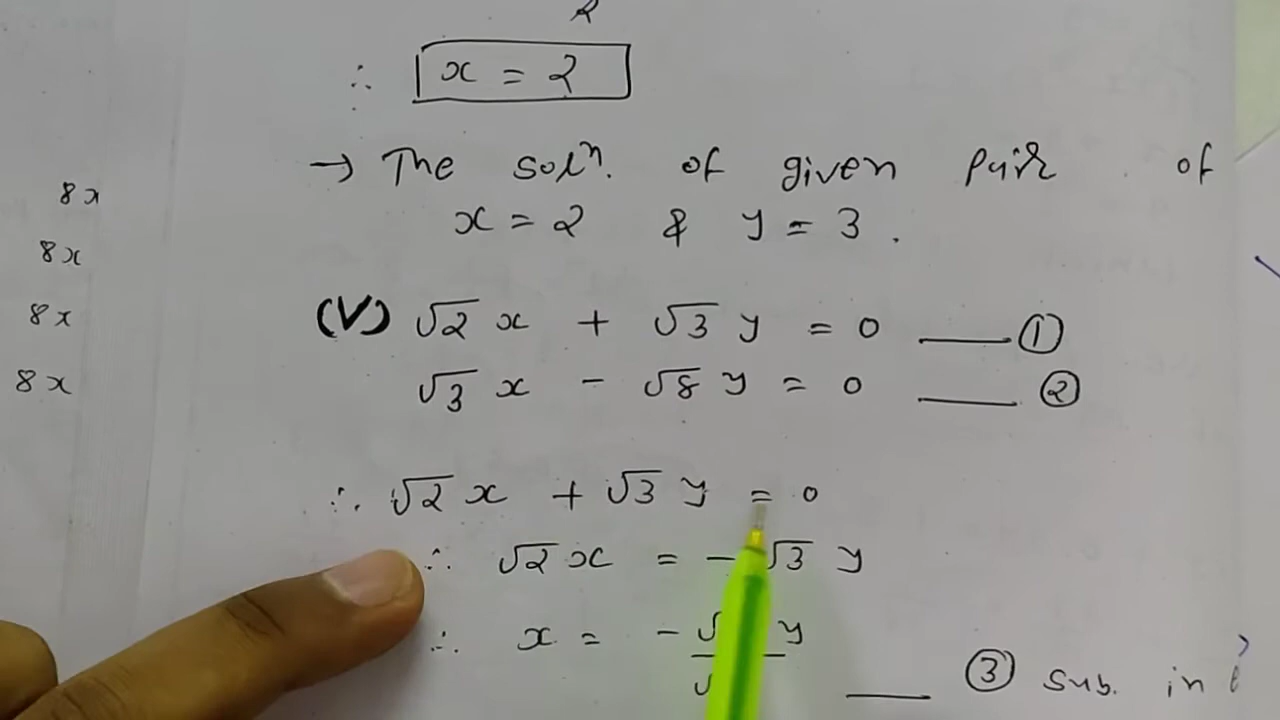 ∴ x = 2
→ The solⁿ. of given pair of
x = 2 & y = 3 .
8x
8x
8x
8x
(V) √2 x + √3 y = 0 —— ①
√3 x - √8 y = 0 —— ②
∴ √2 x + √3 y = 0
∴ √2 x = - √3 y
∴ x = - √ y
√ —— ③ sub. in